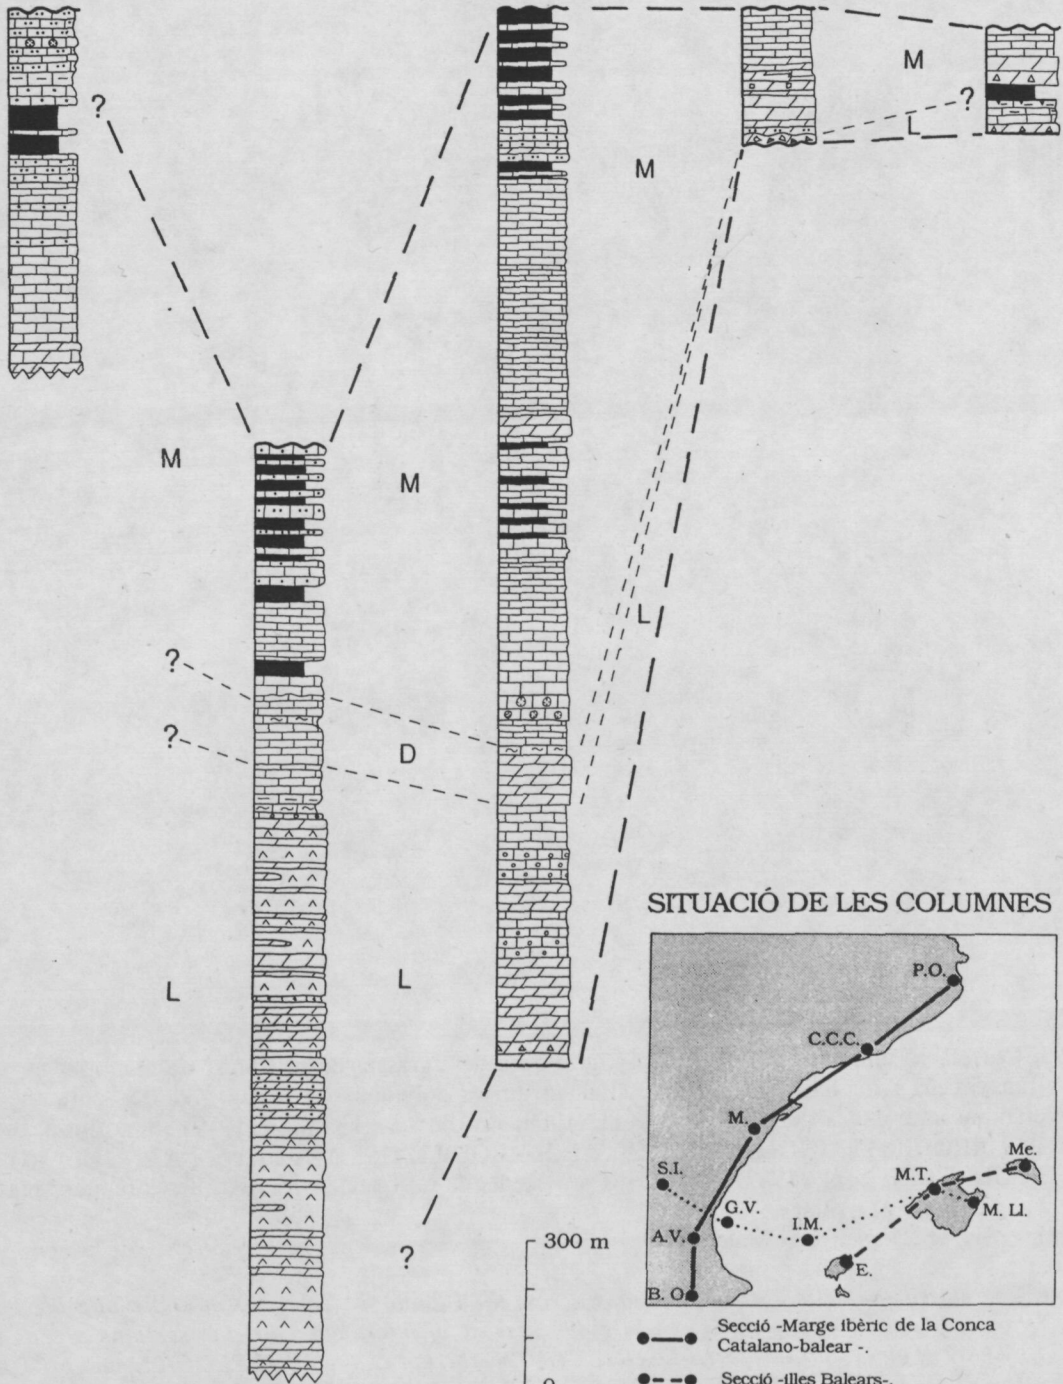 ?
M
M
L
?
M
M
L
?
?
D
L
L
?
300 m
0
SITUACIÓ DE LES COLUMNES
P.O.
C.C.C.
M.
S.I.
G.V.
A.V.
I.M.
B. O
M.T.
Me.
M. Ll.
E.
Secció -Marge ibèric de la Conca
Catalano-balear -.
Secció -illes Balears-.